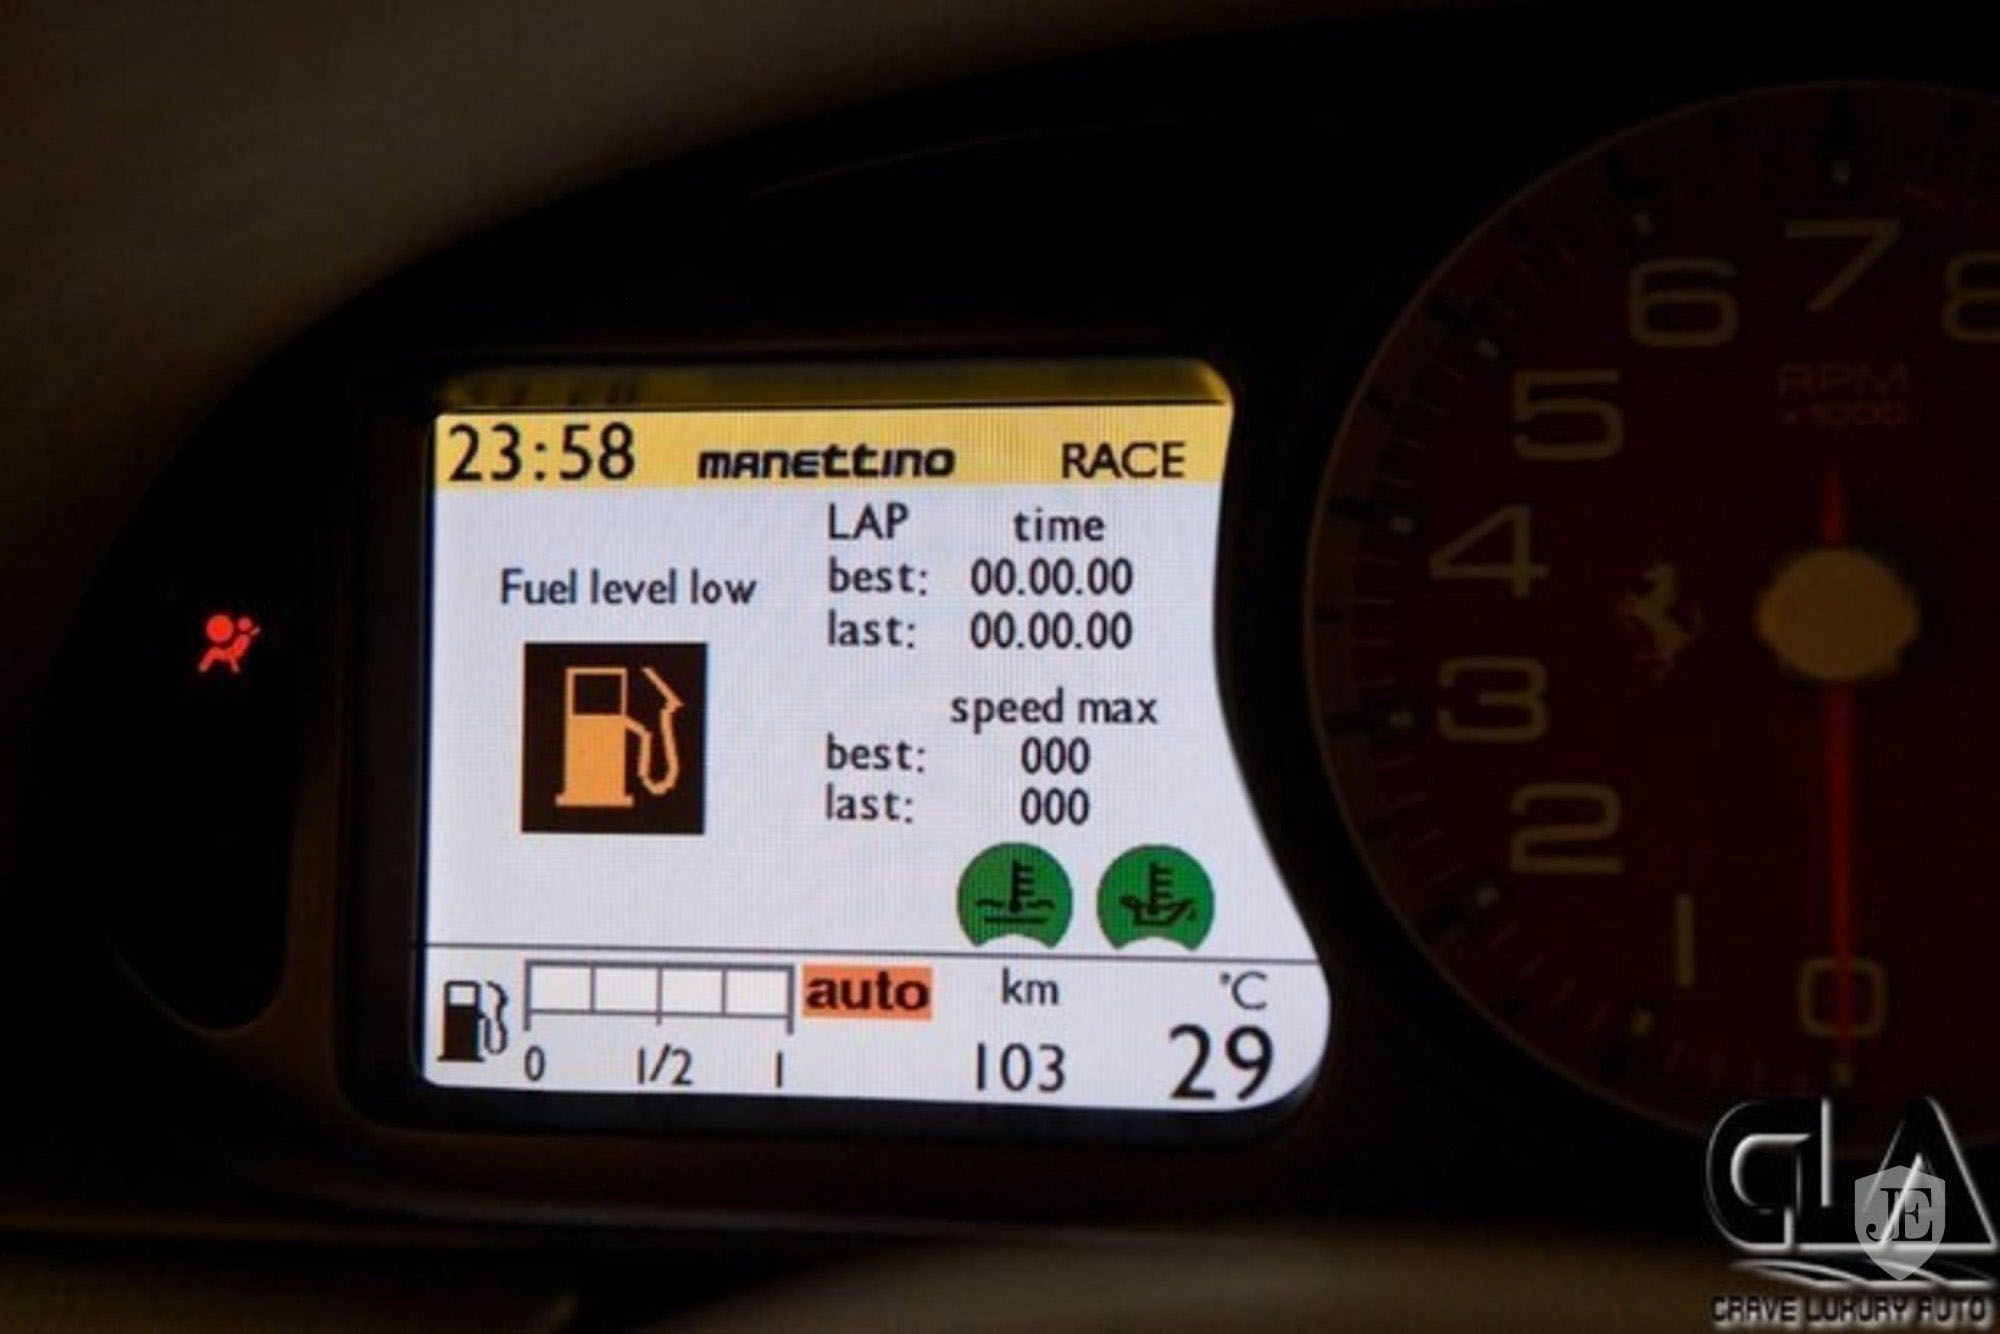 23:58 manettino RACE
LAP time
Fuel level low
best: 00.00.00
last: 00.00.00
speed max
best: 000
last: 000
auto
km
°C
0 1/2 1
103
29
7
6
8
RPM
x1000
5
4
3
2
1
0
CLA
JE
CRAVE LUXURY AUTO